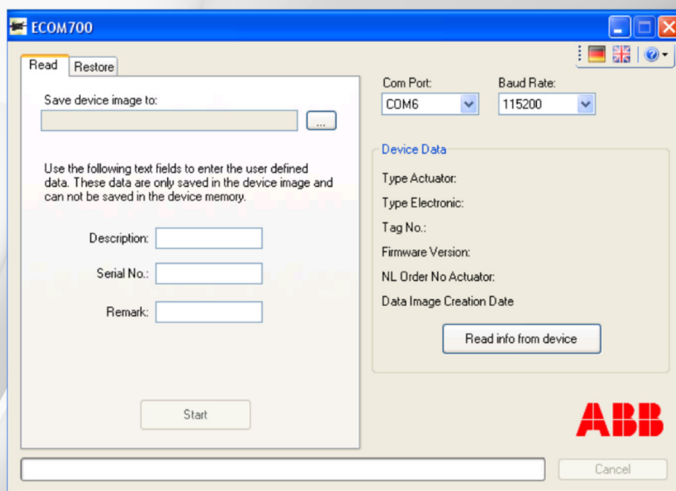 ECOM700
Read
Restore
Save device image to:
...
Use the following text fields to enter the user defined
data. These data are only saved in the device image and
can not be saved in the device memory.
Description:
Serial No.:
Remark:
Start
Com Port:
Baud Rate:
COM6
115200
Device Data
Type Actuator:
Type Electronic:
Tag No.:
Firmware Version:
NL Order No Actuator:
Data Image Creation Date
Read info from device
ABB
Cancel